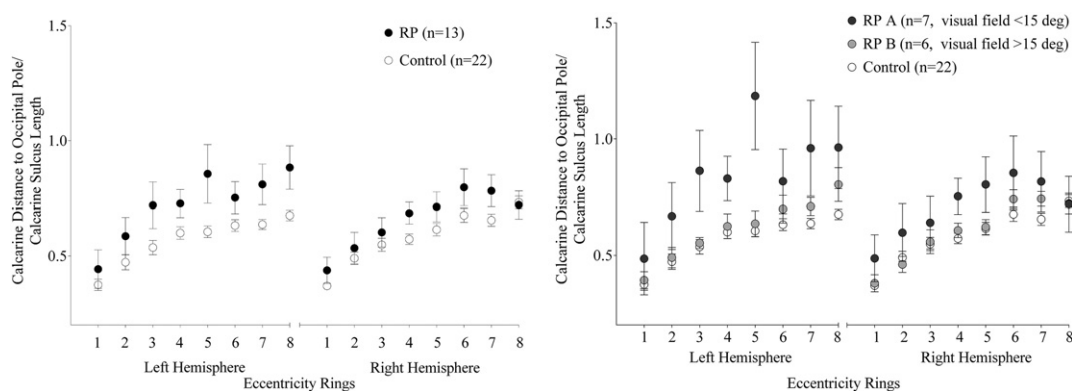 1.5
1.0
0.5
Calcarine Distance to Occipital Pole/
Calcarine Sulcus Length
RP (n=13)
Control (n=22)
1 2 3 4 5 6 7 8 1 2 3 4 5 6 7 8
Left Hemisphere Right Hemisphere
Eccentricity Rings
1.5
1.0
0.5
Calcarine Distance to Occipital Pole/
Calcarine Sulcus Length
RP A (n=7, visual field <15 deg)
RP B (n=6, visual field >15 deg)
Control (n=22)
1 2 3 4 5 6 7 8 1 2 3 4 5 6 7 8
Left Hemisphere Right Hemisphere
Eccentricity Rings